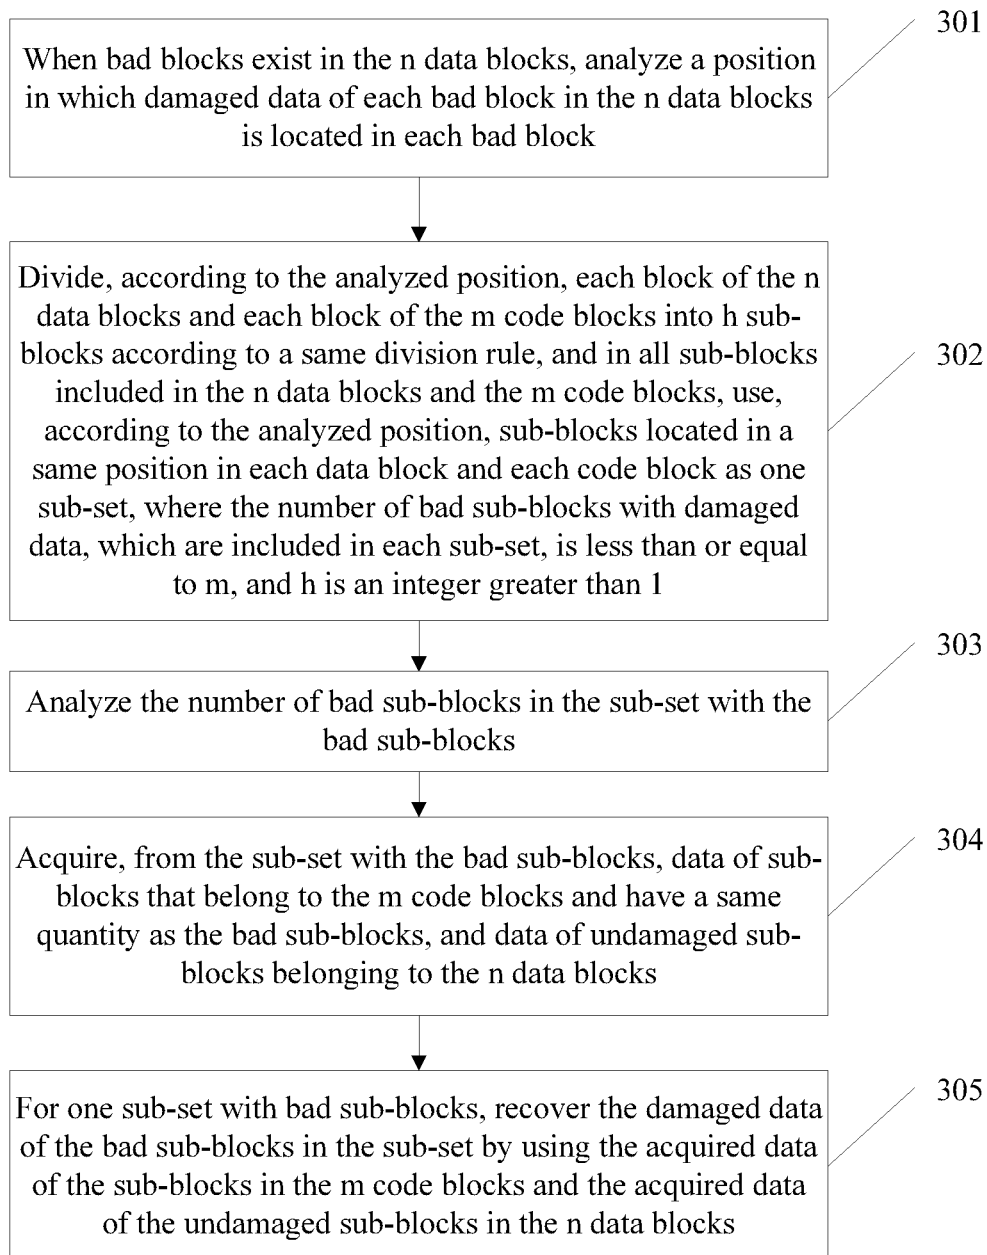 301
When bad blocks exist in the n data blocks, analyze a position
in which damaged data of each bad block in the n data blocks
is located in each bad block
Divide, according to the analyzed position, each block of the n
data blocks and each block of the m code blocks into h sub-
blocks according to a same division rule, and in all sub-blocks
included in the n data blocks and the m code blocks, use,
according to the analyzed position, sub-blocks located in a
same position in each data block and each code block as one
sub-set, where the number of bad sub-blocks with damaged
data, which are included in each sub-set, is less than or equal
to m, and h is an integer greater than 1
302
303
Analyze the number of bad sub-blocks in the sub-set with the
bad sub-blocks
304
Acquire, from the sub-set with the bad sub-blocks, data of sub-
blocks that belong to the m code blocks and have a same
quantity as the bad sub-blocks, and data of undamaged sub-
blocks belonging to the n data blocks
305
For one sub-set with bad sub-blocks, recover the damaged data
of the bad sub-blocks in the sub-set by using the acquired data
of the sub-blocks in the m code blocks and the acquired data
of the undamaged sub-blocks in the n data blocks